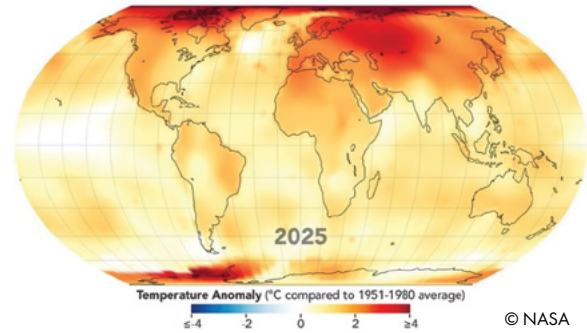 2025
Temperature Anomaly (°C compared to 1951-1980 average)
≤-4 -2 0 2 ≥4
© NASA